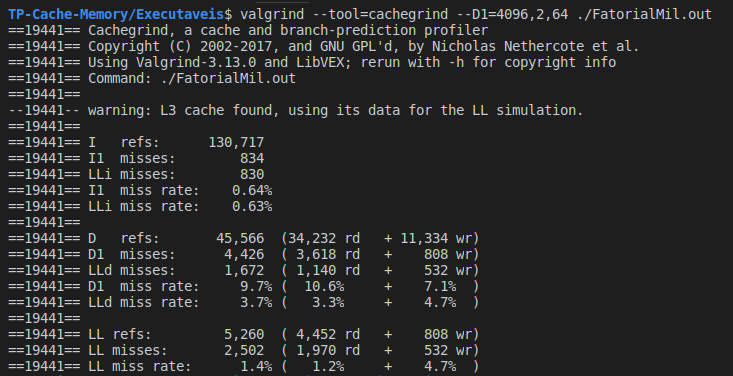 TP-Cache-Memory/Executaveis$ valgrind --tool=cachegrind --D1=4096,2,64 ./FatorialMil.out
==19441== Cachegrind, a cache and branch-prediction profiler
==19441== Copyright (C) 2002-2017, and GNU GPL'd, by Nicholas Nethercote et al.
==19441== Using Valgrind-3.13.0 and LibVEX; rerun with -h for copyright info
==19441== Command: ./FatorialMil.out
==19441==
--19441-- warning: L3 cache found, using its data for the LL simulation.
==19441==
==19441== I   refs:      130,717
==19441== I1  misses:        834
==19441== LLi misses:        830
==19441== I1  miss rate:    0.64%
==19441== LLi miss rate:    0.63%
==19441==
==19441== D   refs:       45,566  (34,232 rd   + 11,334 wr)
==19441== D1  misses:      4,426  ( 3,618 rd   +    808 wr)
==19441== LLd misses:      1,672  ( 1,140 rd   +    532 wr)
==19441== D1  miss rate:     9.7% (  10.6%     +    7.1%  )
==19441== LLd miss rate:     3.7% (   3.3%     +    4.7%  )
==19441==
==19441== LL refs:         5,260  ( 4,452 rd   +    808 wr)
==19441== LL misses:       2,502  ( 1,970 rd   +    532 wr)
==19441== LL miss rate:      1.4% (   1.2%     +    4.7%  )